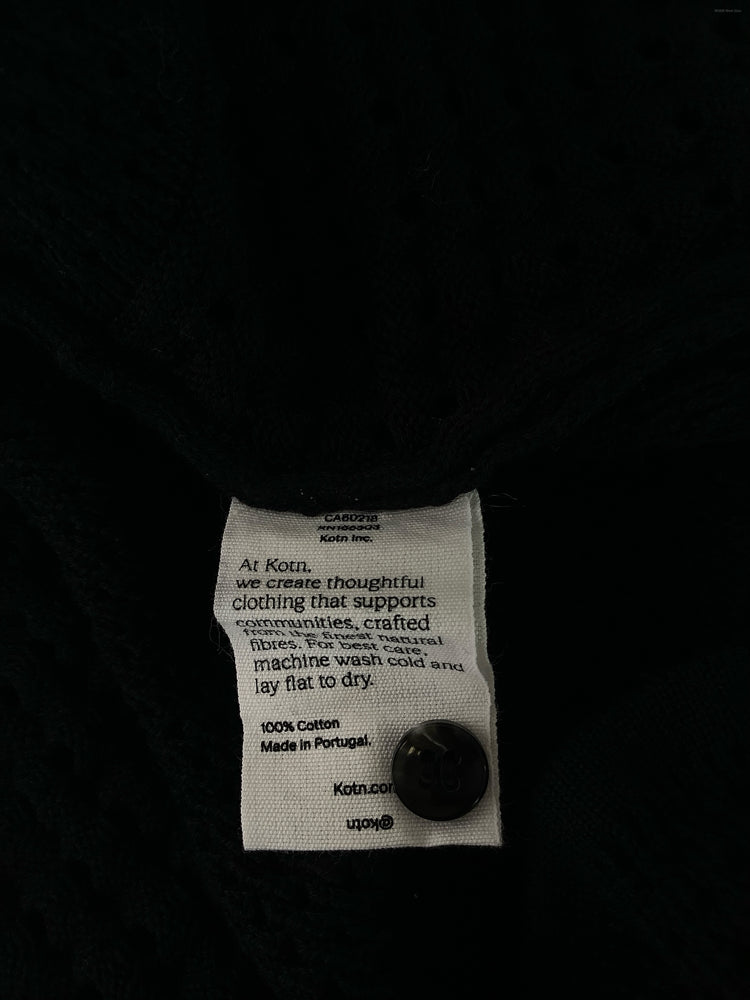 CA60218
Kotn Inc.
At Kotn,
we create thoughtful
clothing that supports
communities, crafted
from the finest natural
fibres. For best care,
machine wash cold and
lay flat to dry.
100% Cotton
Made in Portugal.
Kotn.com
@kotn